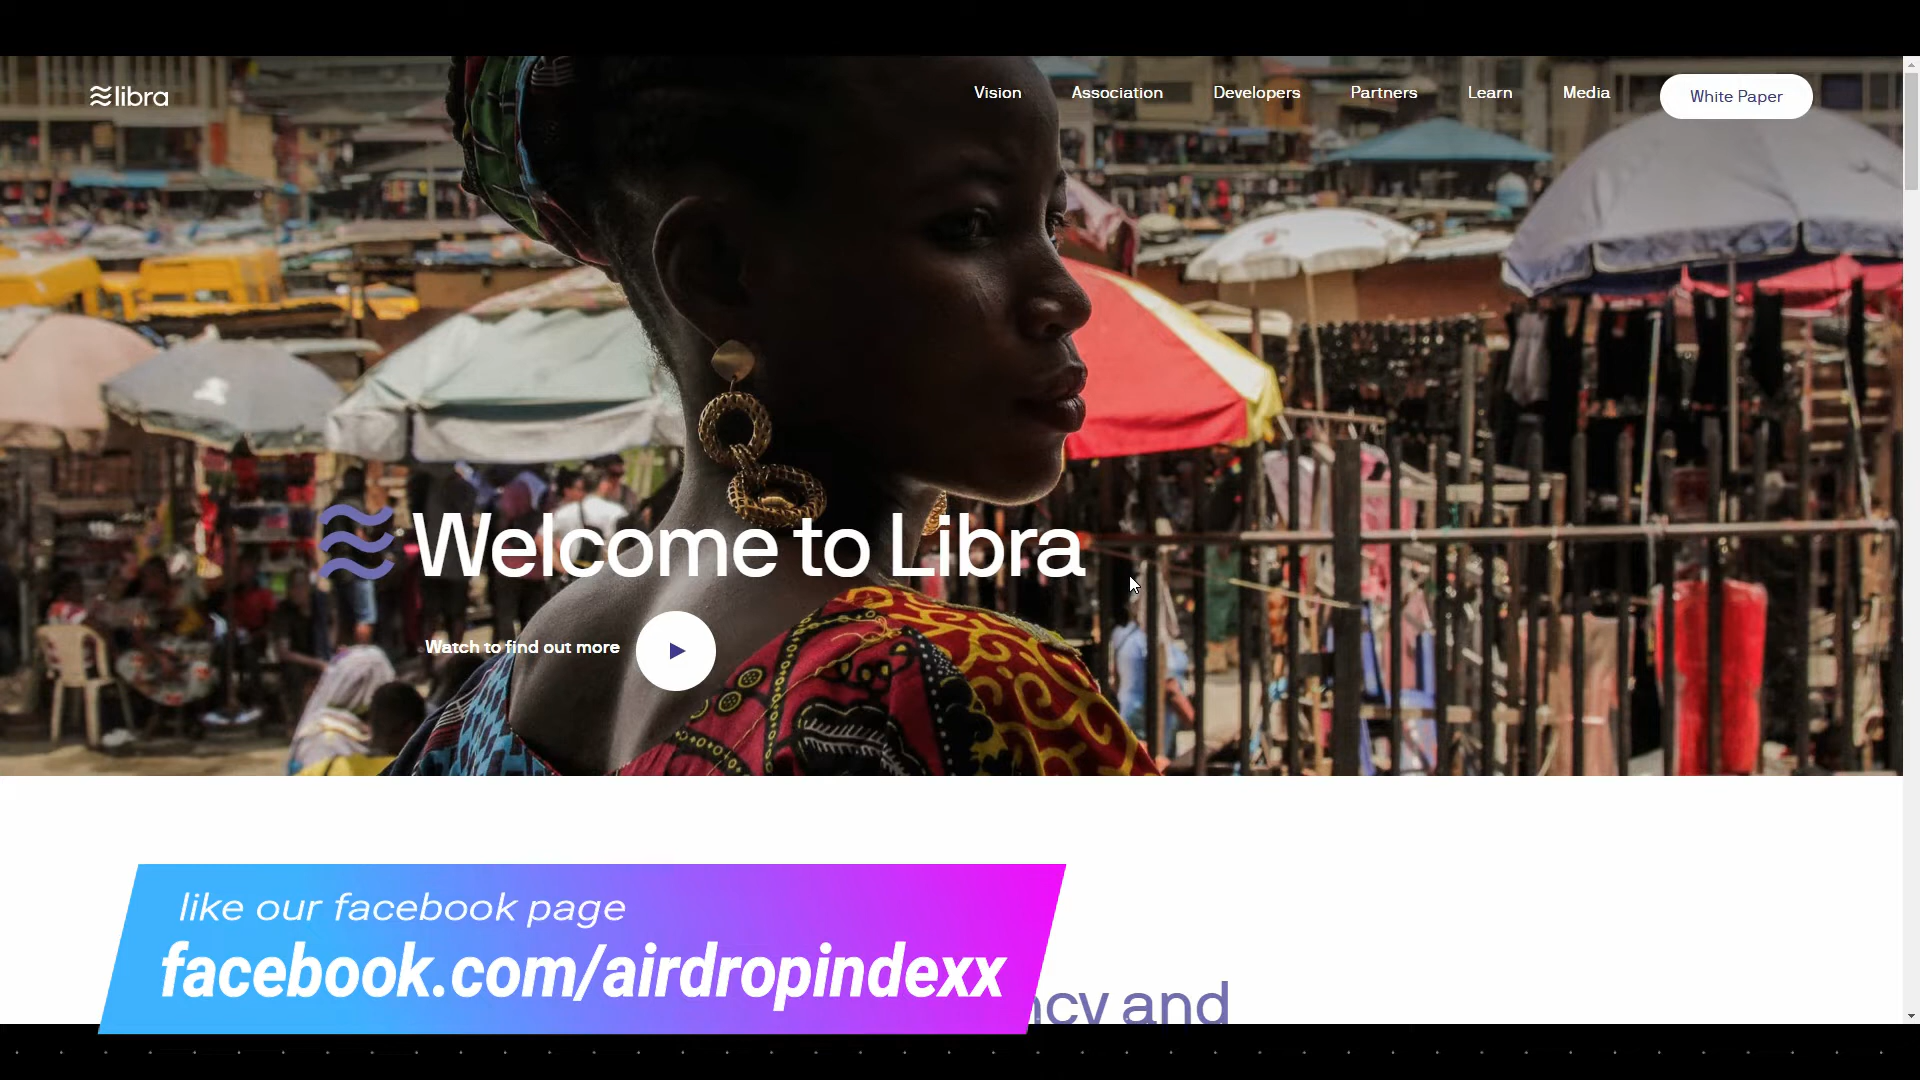 libra
Vision Association Developers Partners Learn Media White Paper
Welcome to Libra
Watch to find out more
like our facebook page
facebook.com/airdropindexx
and